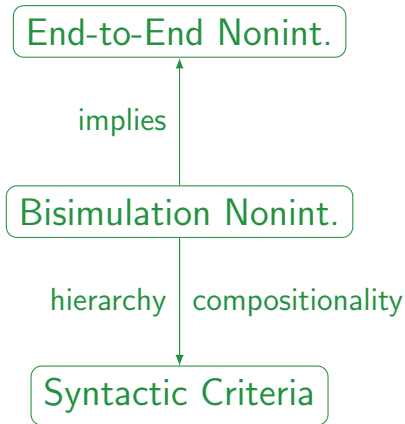 End-to-End Nonint.
implies
Bisimulation Nonint.
hierarchy compositionality
Syntactic Criteria